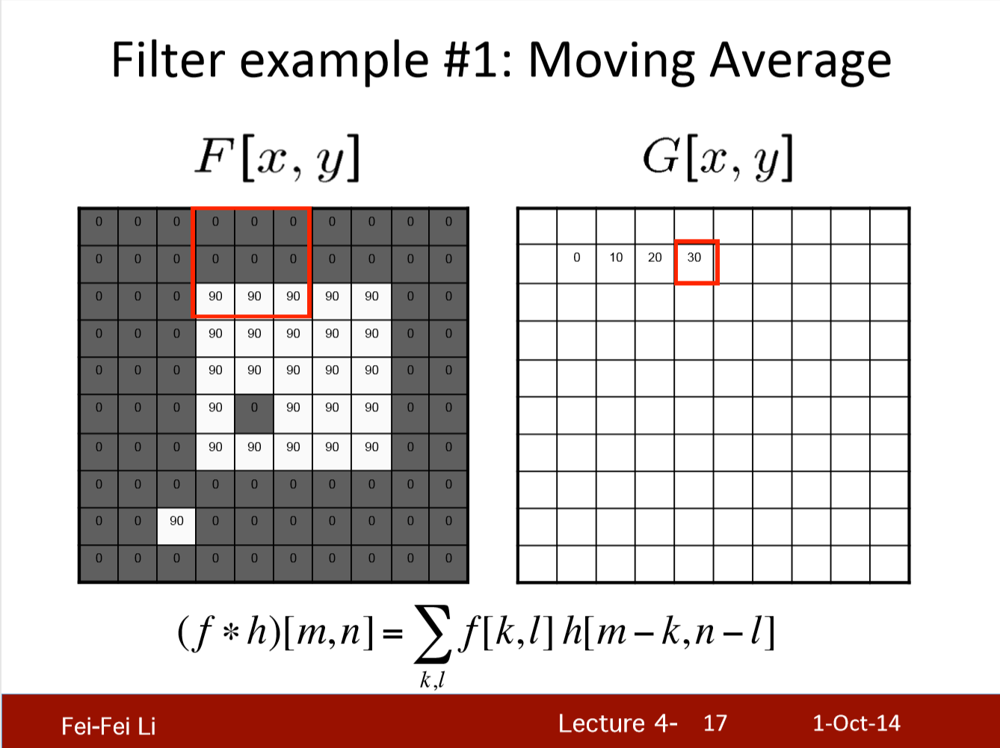 Filter example #1: Moving Average
F[x, y]
G[x, y]
0 0 0 0 0 0 0 0 0 0
0 0 0 0 0 0 0 0 0 0
0 0 0 90 90 90 90 90 0 0
0 0 0 90 90 90 90 90 0 0
0 0 0 90 90 90 90 90 0 0
0 0 0 90 0 90 90 90 0 0
0 0 0 90 90 90 90 90 0 0
0 0 0 0 0 0 0 0 0 0
0 0 90 0 0 0 0 0 0 0
0 0 0 0 0 0 0 0 0 0
0 10 20 30
(f * h)[m,n] = ∑ f[k,l] h[m – k,n – l]
k,l
Fei-Fei Li
Lecture 4- 17
1-Oct-14